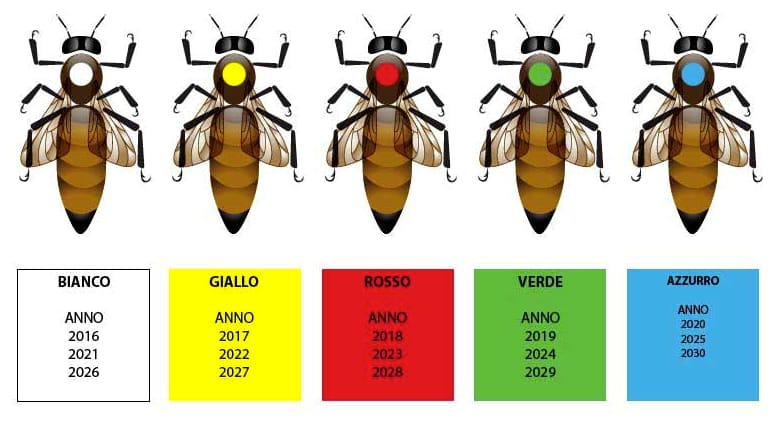 BIANCO
ANNO
2016
2021
2026
GIALLO
ANNO
2017
2022
2027
ROSSO
ANNO
2018
2023
2028
VERDE
ANNO
2019
2024
2029
AZZURRO
ANNO
2020
2025
2030